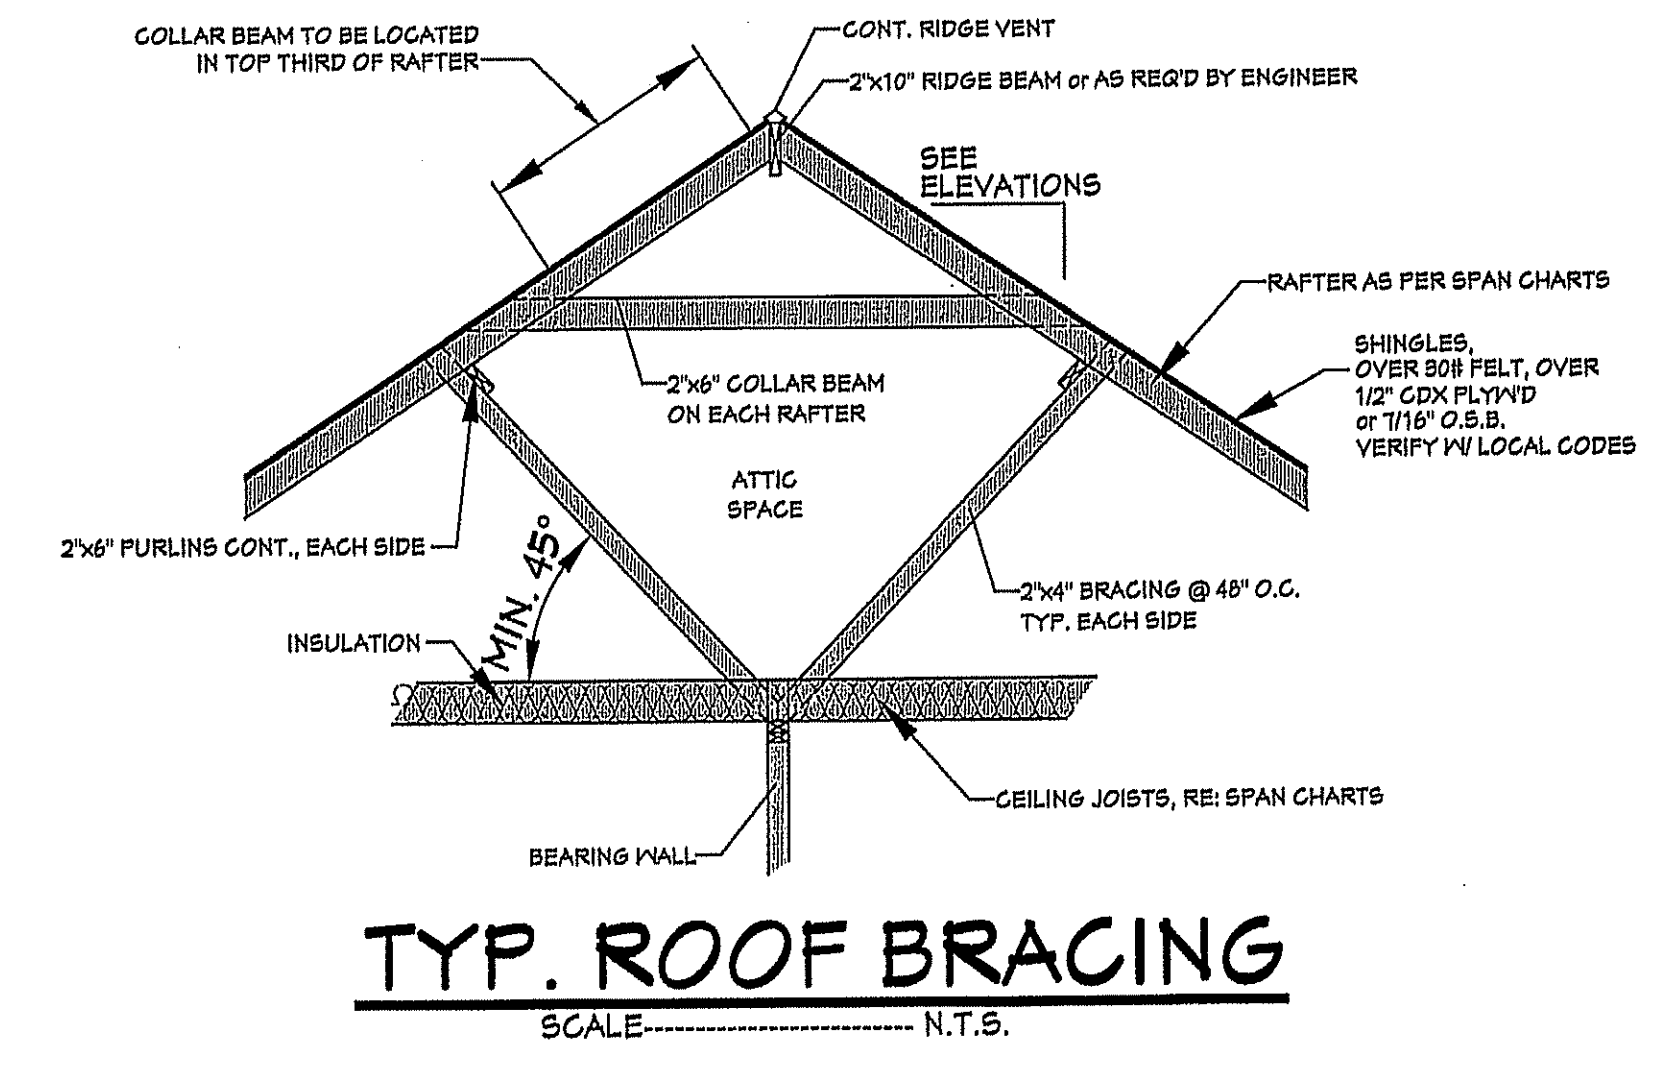 COLLAR BEAM TO BE LOCATED
IN TOP THIRD OF RAFTER
CONT. RIDGE VENT
2"x10" RIDGE BEAM or AS REQ'D BY ENGINEER
SEE
ELEVATIONS
RAFTER AS PER SPAN CHARTS
SHINGLES,
OVER 30# FELT, OVER
1/2" CDX PLYW'D
or 7/16" O.S.B.
VERIFY W/ LOCAL CODES
2"x6" COLLAR BEAM
ON EACH RAFTER
ATTIC
SPACE
2"x6" PURLINS CONT., EACH SIDE
MIN. 45°
2"x4" BRACING @ 48" O.C.
TYP. EACH SIDE
INSULATION
CEILING JOISTS, RE: SPAN CHARTS
BEARING WALL
TYP. ROOF BRACING
SCALE-------------------------- N.T.S.